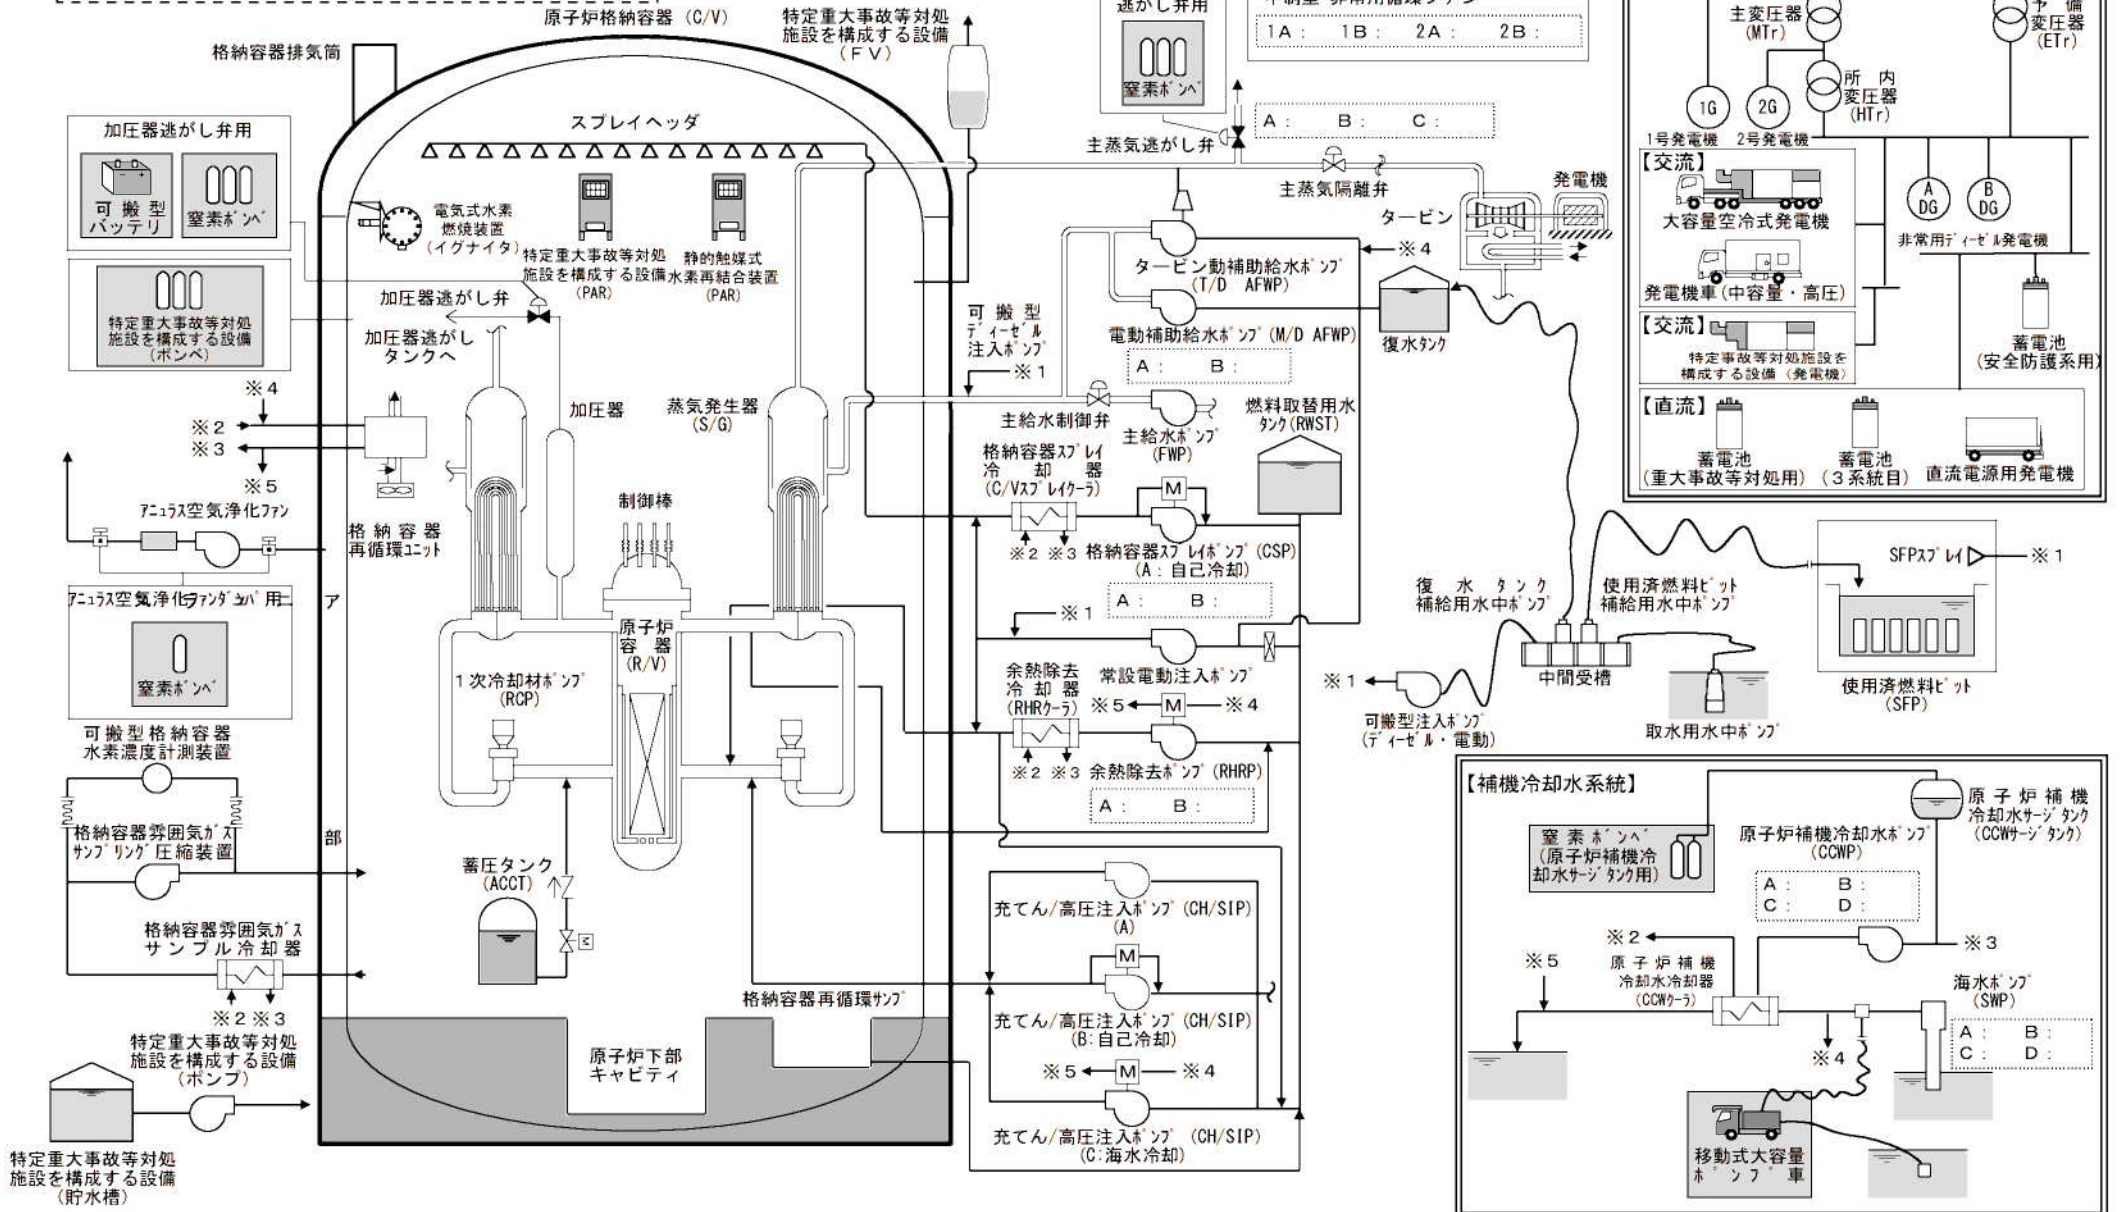 原子炉格納容器 (C/V)
特定重大事故等対処
施設を構成する設備
(FV)
格納容器排気筒
加圧器逃がし弁用
可搬型
バッテリ
窒素ボンベ
特定重大事故等対処
施設を構成する設備
(ボンベ)
スプレイヘッダ
電気式水素
燃焼装置
(イグナイタ)
特定重大事故等対処
施設を構成する設備
(PAR)
静的触媒式
水素再結合装置
(PAR)
加圧器逃がし弁
加圧器逃がし
タンクへ
加圧器
蒸気発生器
(S/G)
※4
※2
※3
※5
格納容器
再循環ユニット
アニュラス空気浄化ファン
窒素ボンベ
ア
部
制御棒
原子炉
容器
(R/V)
1次冷却材ポンプ
(RCP)
蓄圧タンク
(ACCT)
M
格納容器再循環サンプ
原子炉下部
キャビティ
可搬型格納容器
水素濃度計測装置
格納容器雰囲気ガス
サンプリング圧縮装置
格納容器雰囲気ガス
サンプル冷却器
※2 ※3
特定重大事故等対処
施設を構成する設備
(ポンプ)
特定重大事故等対処
施設を構成する設備
(貯水槽)
逃がし弁用
窒素ボンベ
1A: 1B: 2A: 2B:
A: B: C:
主蒸気逃がし弁
主蒸気隔離弁
発電機
タービン
※4
タービン動補助給水ポンプ
(T/D AFWP)
電動補助給水ポンプ(M/D AFWP)
A: B:
復水タンク
可搬型
ディーゼル
注入ポンプ
※1
主給水制御弁
主給水ポンプ
(FWP)
燃料取替用水
タンク(RWST)
格納容器スプレイ
冷却器
(C/Vスプレイクーラ)
M
※2 ※3
格納容器スプレイポンプ(CSP)
(A:自己冷却)
A: B:
※1
常設電動注入ポンプ
余熱除去
冷却器
(RHRクーラ)
※5 M ※4
※2 ※3
余熱除去ポンプ(RHRP)
A: B:
充てん/高圧注入ポンプ(CH/SIP)
(A)
M
充てん/高圧注入ポンプ(CH/SIP)
(B:自己冷却)
※5 M ※4
充てん/高圧注入ポンプ(CH/SIP)
(C:海水冷却)
復水タンク
補給用水中ポンプ
使用済燃料ピット
補給用水中ポンプ
※1
可搬型注入ポンプ
(ディーゼル・電動)
中間受槽
取水用水中ポンプ
SFPスプレイ
※1
使用済燃料ピット
(SFP)
主変圧器
(MTr)
予備
変圧器
(ETr)
所内
変圧器
(HTr)
1G
2G
1号発電機
2号発電機
【交流】
大容量空冷式発電機
発電機車(中容量・高圧)
A
DG
B
DG
非常用ディーゼル発電機
【交流】
特定事故等対処施設を
構成する設備(発電機)
蓄電池
(安全防護系用)
【直流】
蓄電池
(重大事故等対処用)
蓄電池
(3系統目)
直流電源用発電機
【補機冷却水系統】
窒素ボンベ
(原子炉補機冷
却水サージタンク用)
原子炉補機冷却水ポンプ
(CCWP)
A: B:
C: D:
原子炉補機
冷却水サージタンク
(CCWサージタンク)
※2
※3
※5
原子炉補機
冷却水冷却器
(CCWクーラ)
※4
海水ポンプ
(SWP)
A: B:
C: D:
移動式大容量
ポンプ車